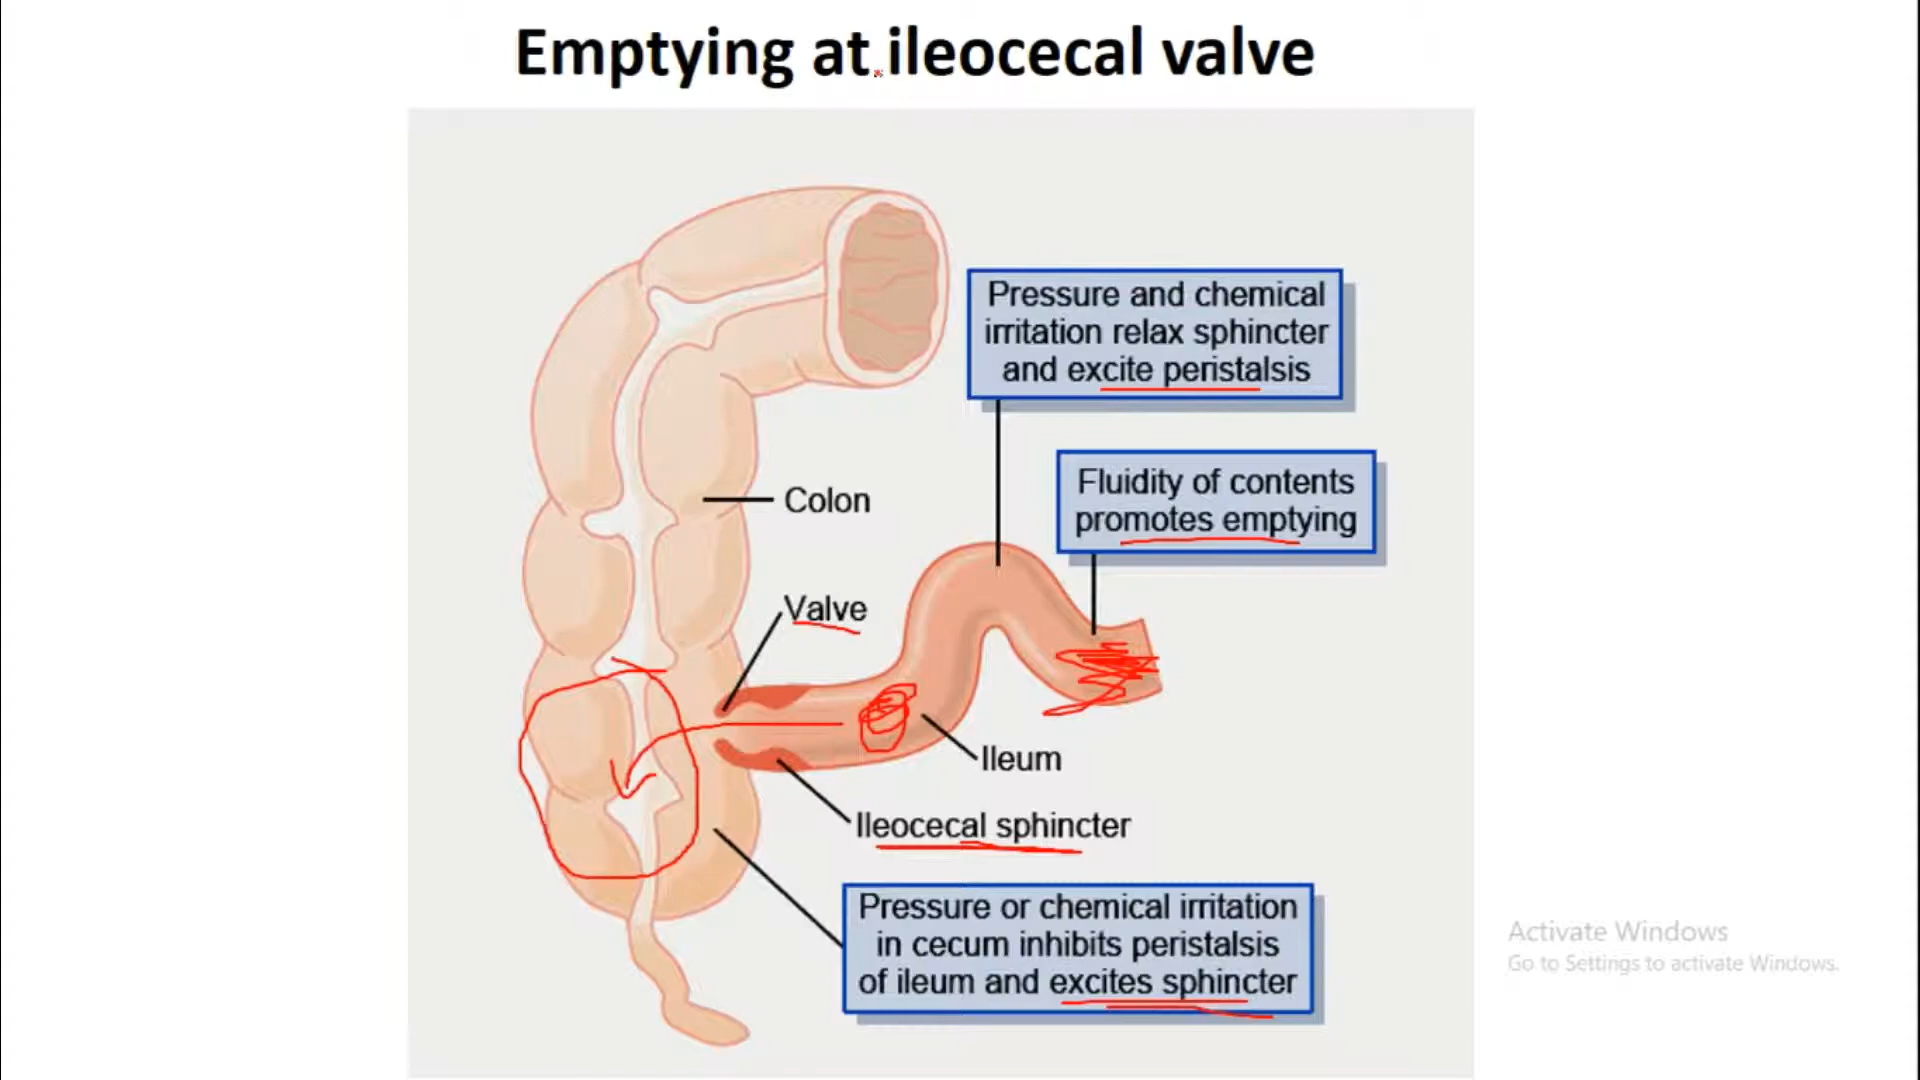 Emptying at ileocecal valve
Pressure and chemical
irritation relax sphincter
and excite peristalsis
Fluidity of contents
promotes emptying
Colon
Valve
Ileum
Ileocecal sphincter
Pressure or chemical irritation
in cecum inhibits peristalsis
of ileum and excites sphincter
Activate Windows
Go to Settings to activate Windows.